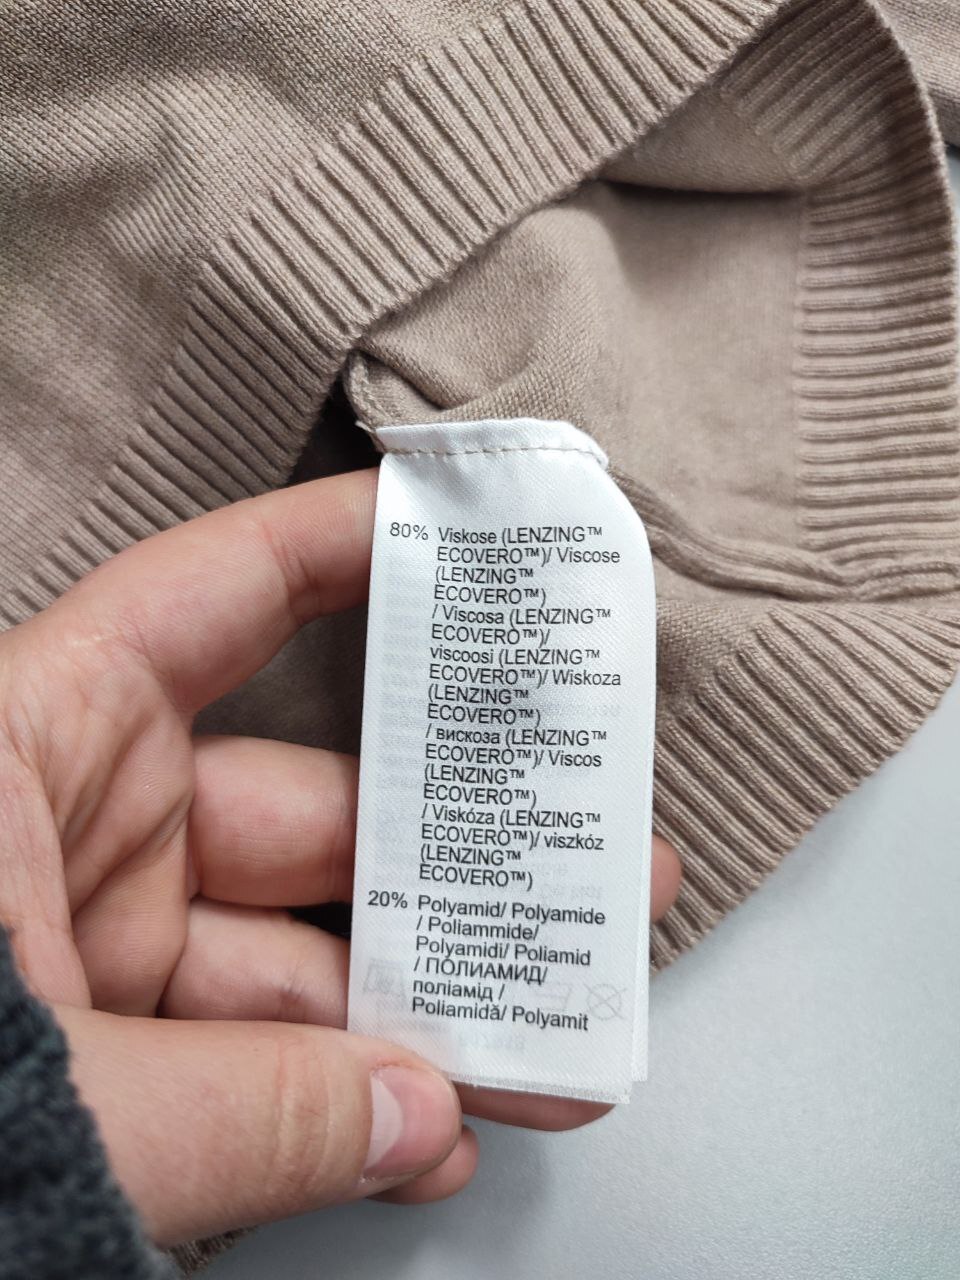 80% Viskose (LENZING™
ECOVERO™)/ Viscose
(LENZING™
ECOVERO™)
/ Viscosa (LENZING™
ECOVERO™)/
viscoosi (LENZING™
ECOVERO™)/ Wiskoza
(LENZING™
ECOVERO™)
/ вискоза (LENZING™
ECOVERO™)/ Viscos
(LENZING™
ECOVERO™)
/ Viskóza (LENZING™
ECOVERO™)/ viszkóz
(LENZING™
ECOVERO™)
20% Polyamid/ Polyamide
/ Poliammide/
Polyamidi/ Poliamid
/ ПОЛИАМИД/
поліамід /
Poliamidă/ Polyamit